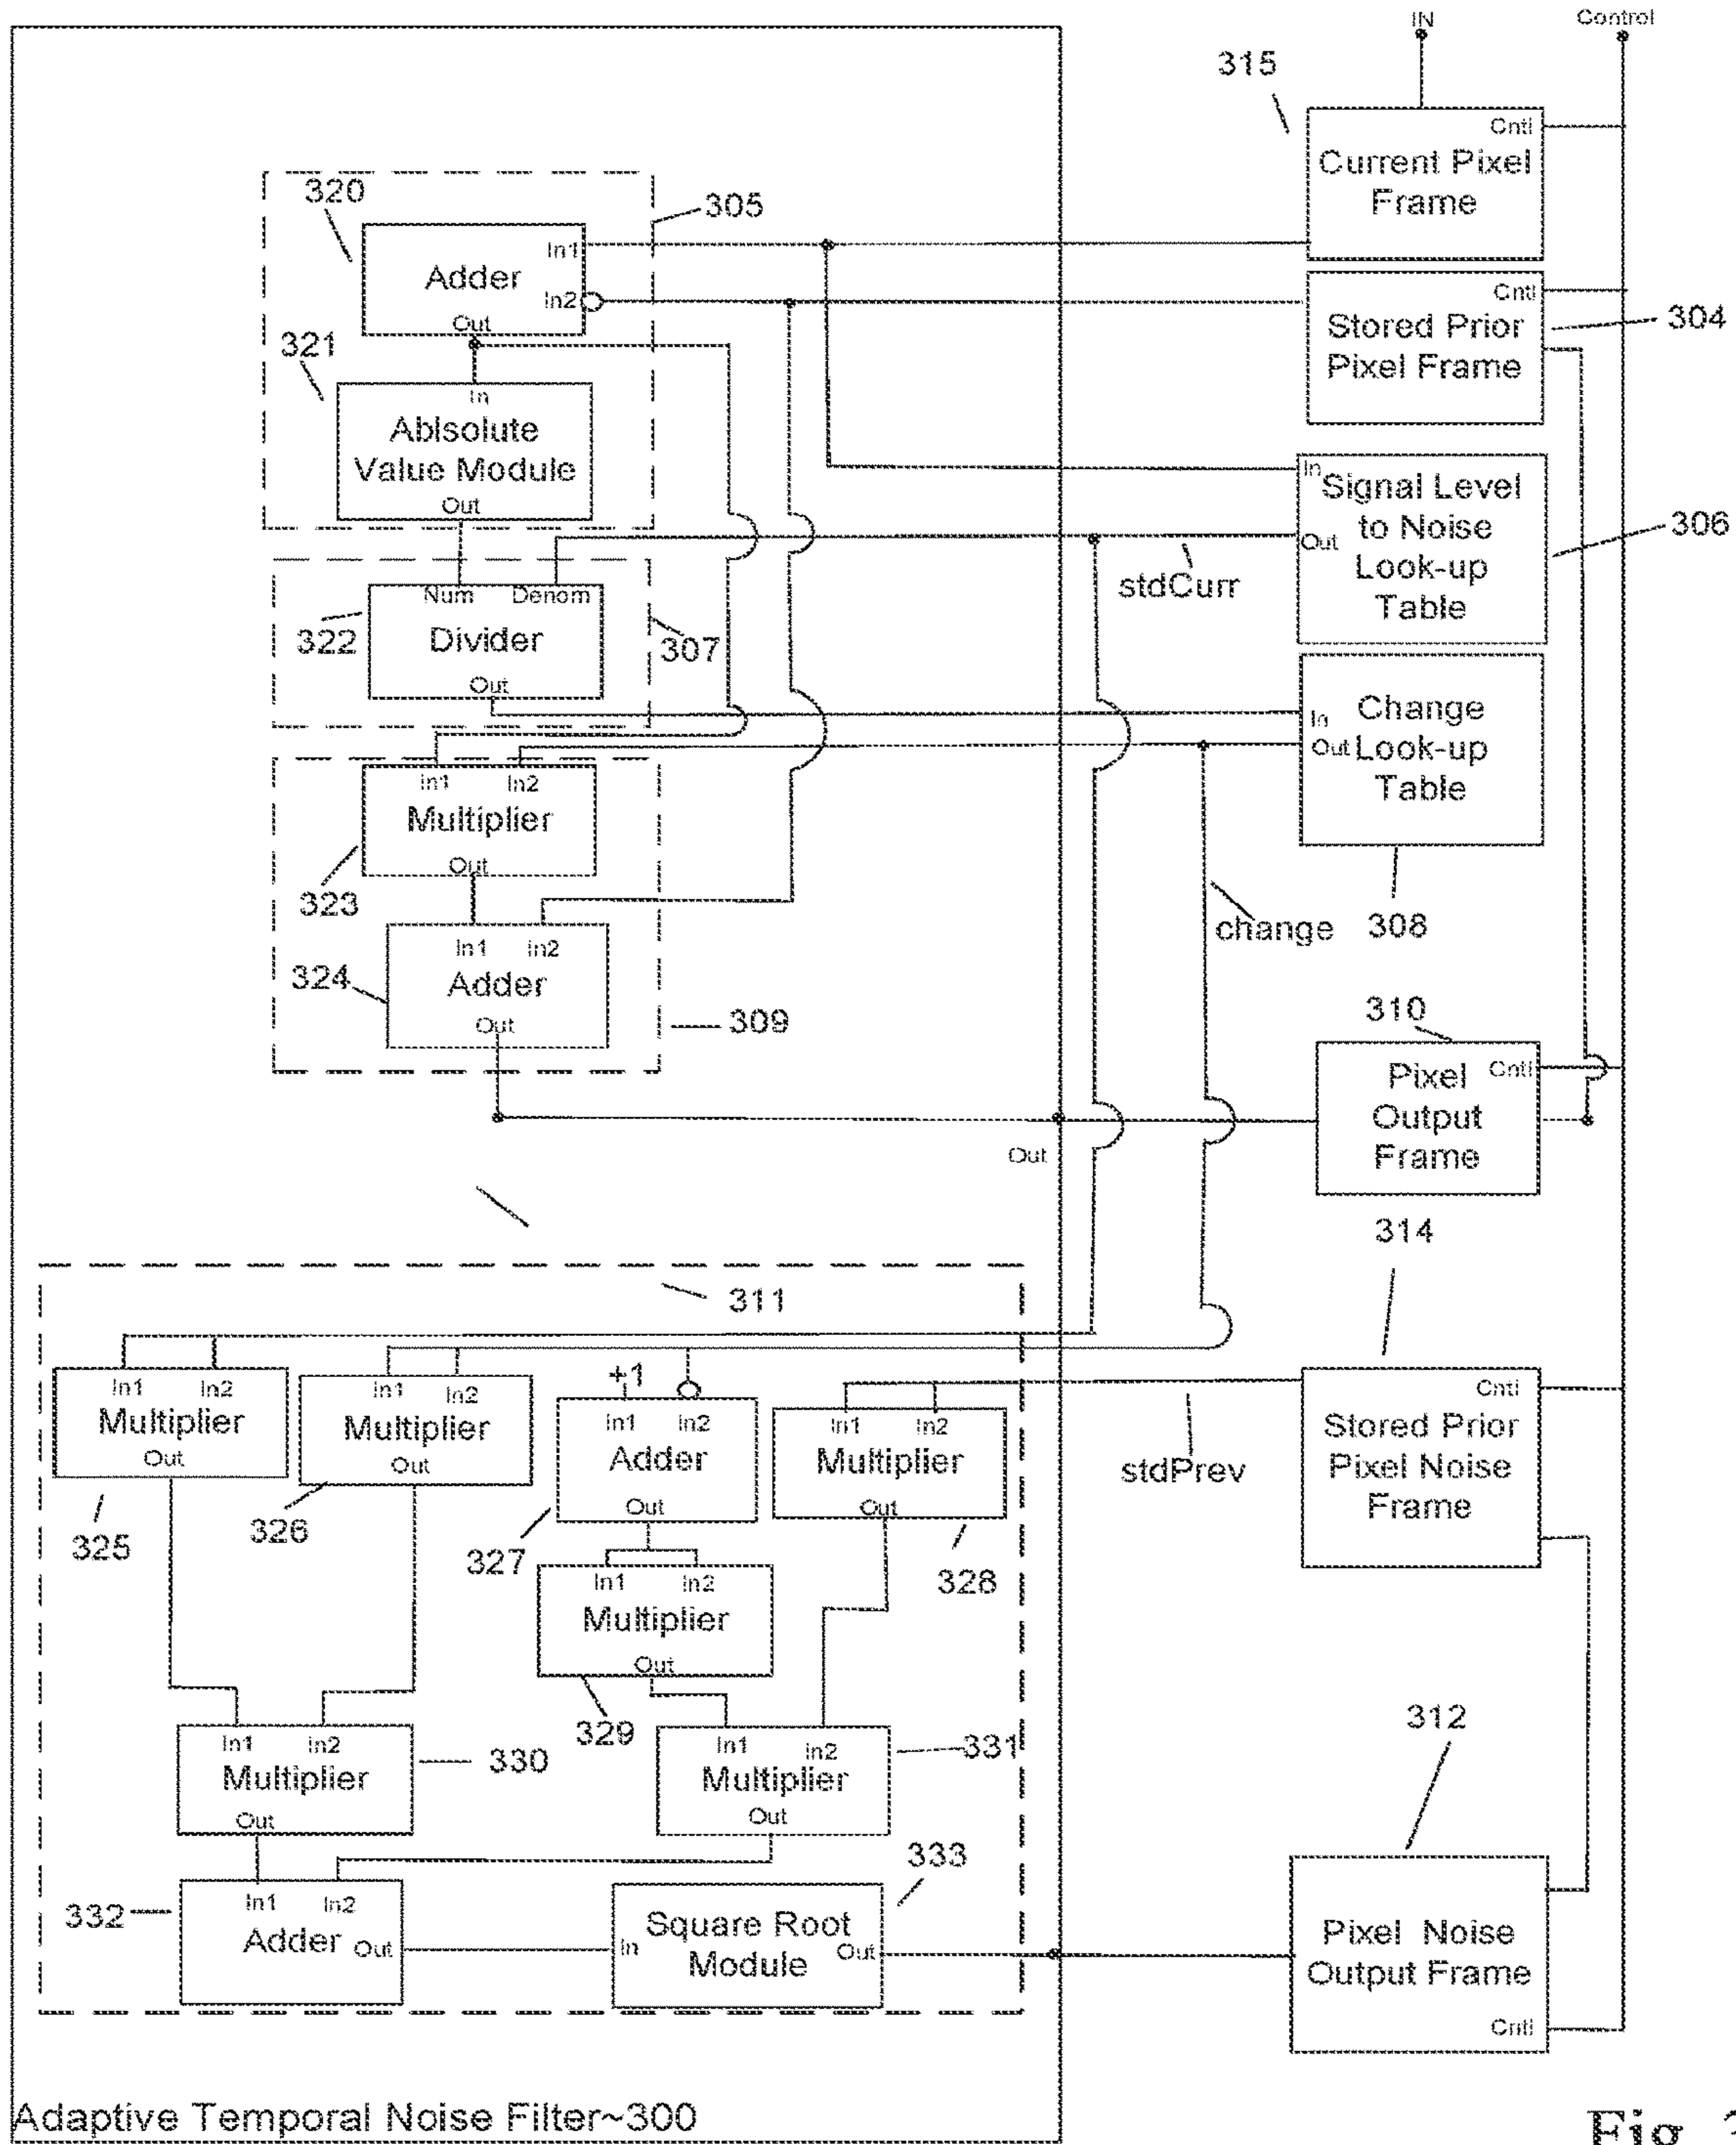 IN
Control
315
Cntl
Current Pixel
Frame
320
305
In1
Adder
In2
Out
Cntl
Stored Prior
Pixel Frame
304
321
In
Ablsolute
Value Module
Out
In
Signal Level
to Noise
Look-up
Table
Out
306
stdCurr
Num
Denom
322
Divider
307
Out
In
Change
Out
Look-up
Table
In1
In2
Multiplier
Out
323
change
308
In1
In2
324
Adder
Out
309
310
Cntl
Pixel
Output
Frame
Out
314
311
In1
In2
Multiplier
Out
325
In1
In2
Multiplier
Out
326
+1
In1
In2
Adder
Out
327
In1
In2
Multiplier
Out
328
stdPrev
Cntl
Stored Prior
Pixel Noise
Frame
In1
In2
Multiplier
Out
329
312
In1
In2
Multiplier
Out
330
In1
In2
Multiplier
Out
331
333
332
In1
In2
Adder
Out
In
Square Root
Module
Out
Pixel Noise
Output Frame
Cntl
Adaptive Temporal Noise Filter~300
Fig.